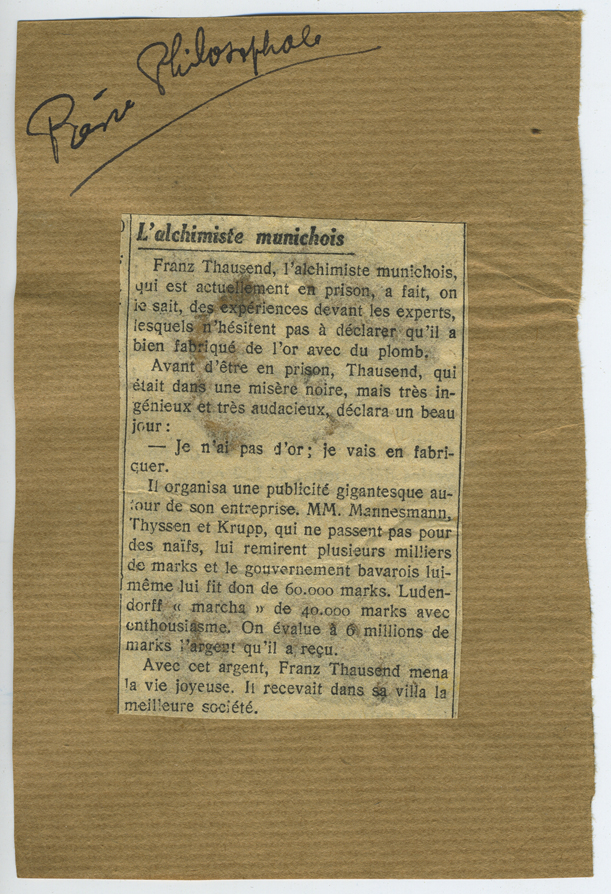 Pierre Philosophale
L'alchimiste munichois
Franz Thausend, l'alchimiste munichois,
qui est actuellement en prison, a fait, on
le sait, des expériences devant les experts,
lesquels n'hésitent pas à déclarer qu'il a
bien fabriqué de l'or avec du plomb.
Avant d'être en prison, Thausend, qui
était dans une misère noire, mais très in-
génieux et très audacieux, déclara un beau
jour :
— Je n'ai pas d'or; je vais en fabri-
quer.
Il organisa une publicité gigantesque au-
tour de son entreprise. MM. Mannesmann,
Thyssen et Krupp, qui ne passent pas pour
des naïfs, lui remirent plusieurs milliers
de marks et le gouvernement bavarois lui-
même lui fit don de 60.000 marks. Luden-
dorff « marcha » de 40.000 marks avec
enthousiasme. On évalue à 6 millions de
marks l'argent qu'il a reçu.
Avec cet argent, Franz Thausend mena
la vie joyeuse. Il recevait dans sa villa la
meilleure société.